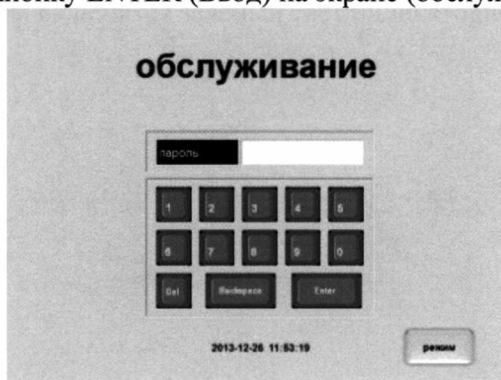 кнопку ENTER (Ввод) на экране (обслуж
обслуживание
пароль
1 2 3 4 5
6 7 8 9 0
Del Backspace Enter
2013-12-26 11:53:19
режим